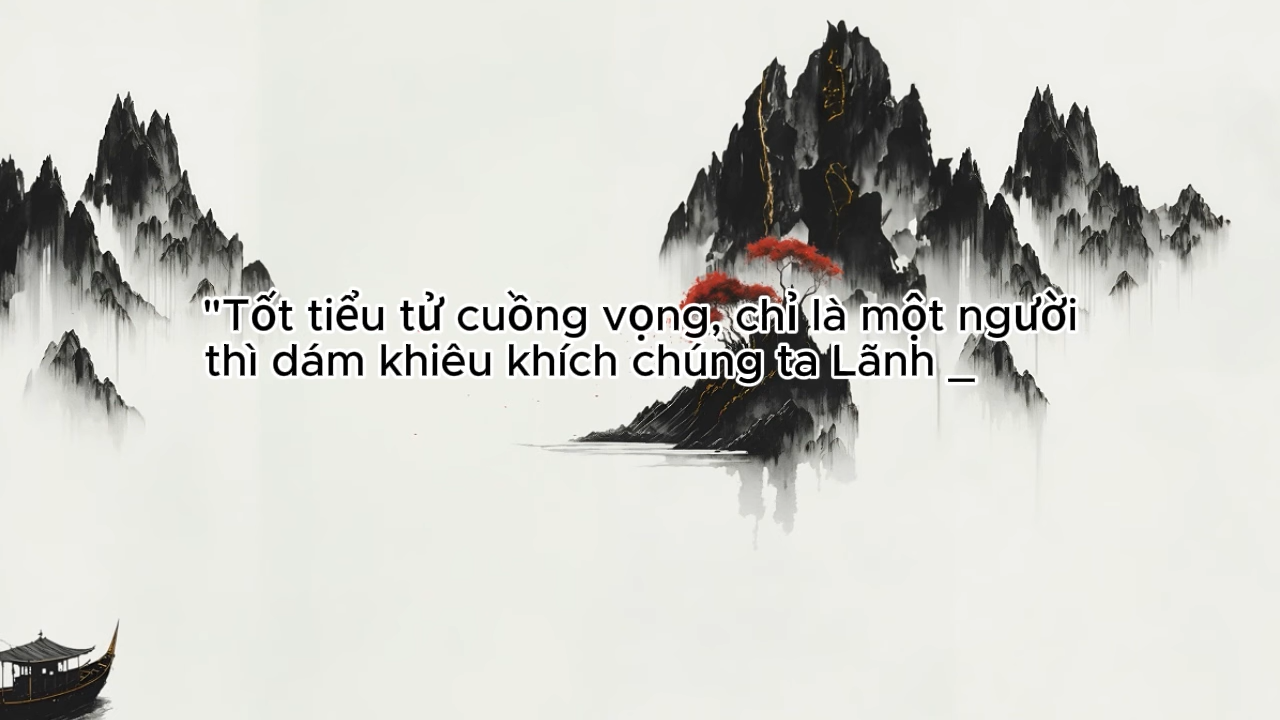 "Tốt tiểu tử cuồng vọng, chỉ là một người
thì dám khiêu khích chúng ta Lãnh _